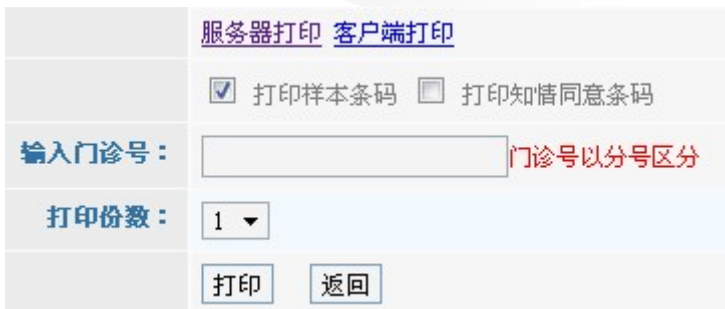 服务器打印 客户端打印
打印样本条码 打印知情同意条码
输入门诊号： 门诊号以分号区分
打印份数： 1
打印 返回